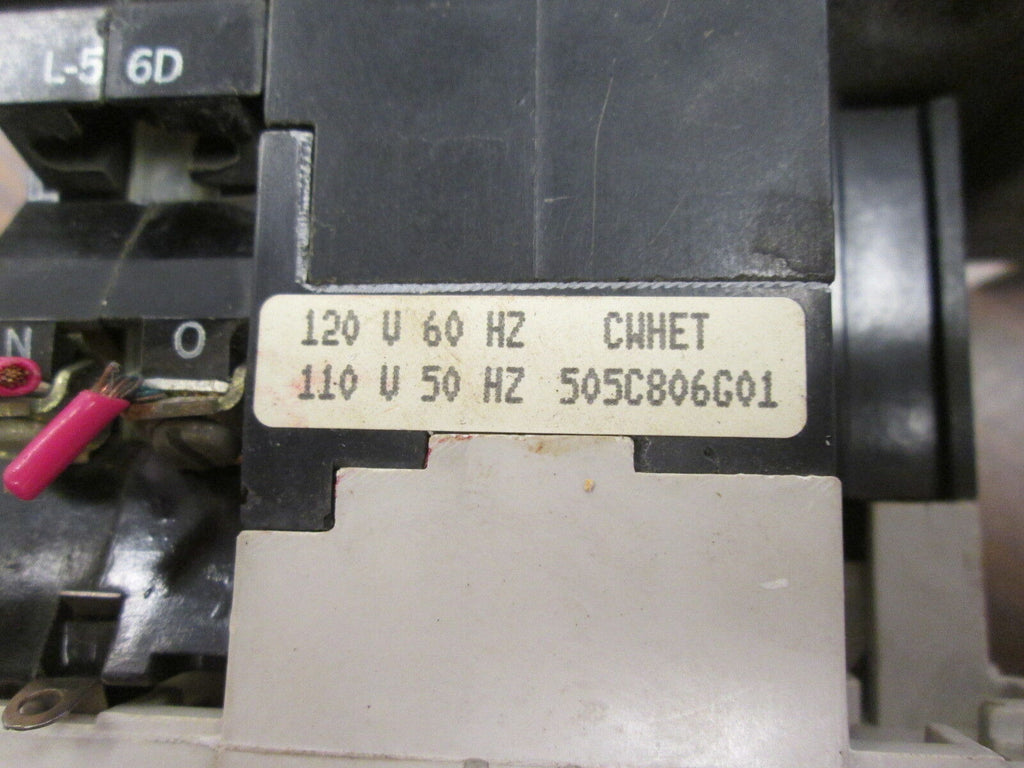 L-5 6D
N O
120 V 60 HZ CWHET
110 V 50 HZ 505C806G01